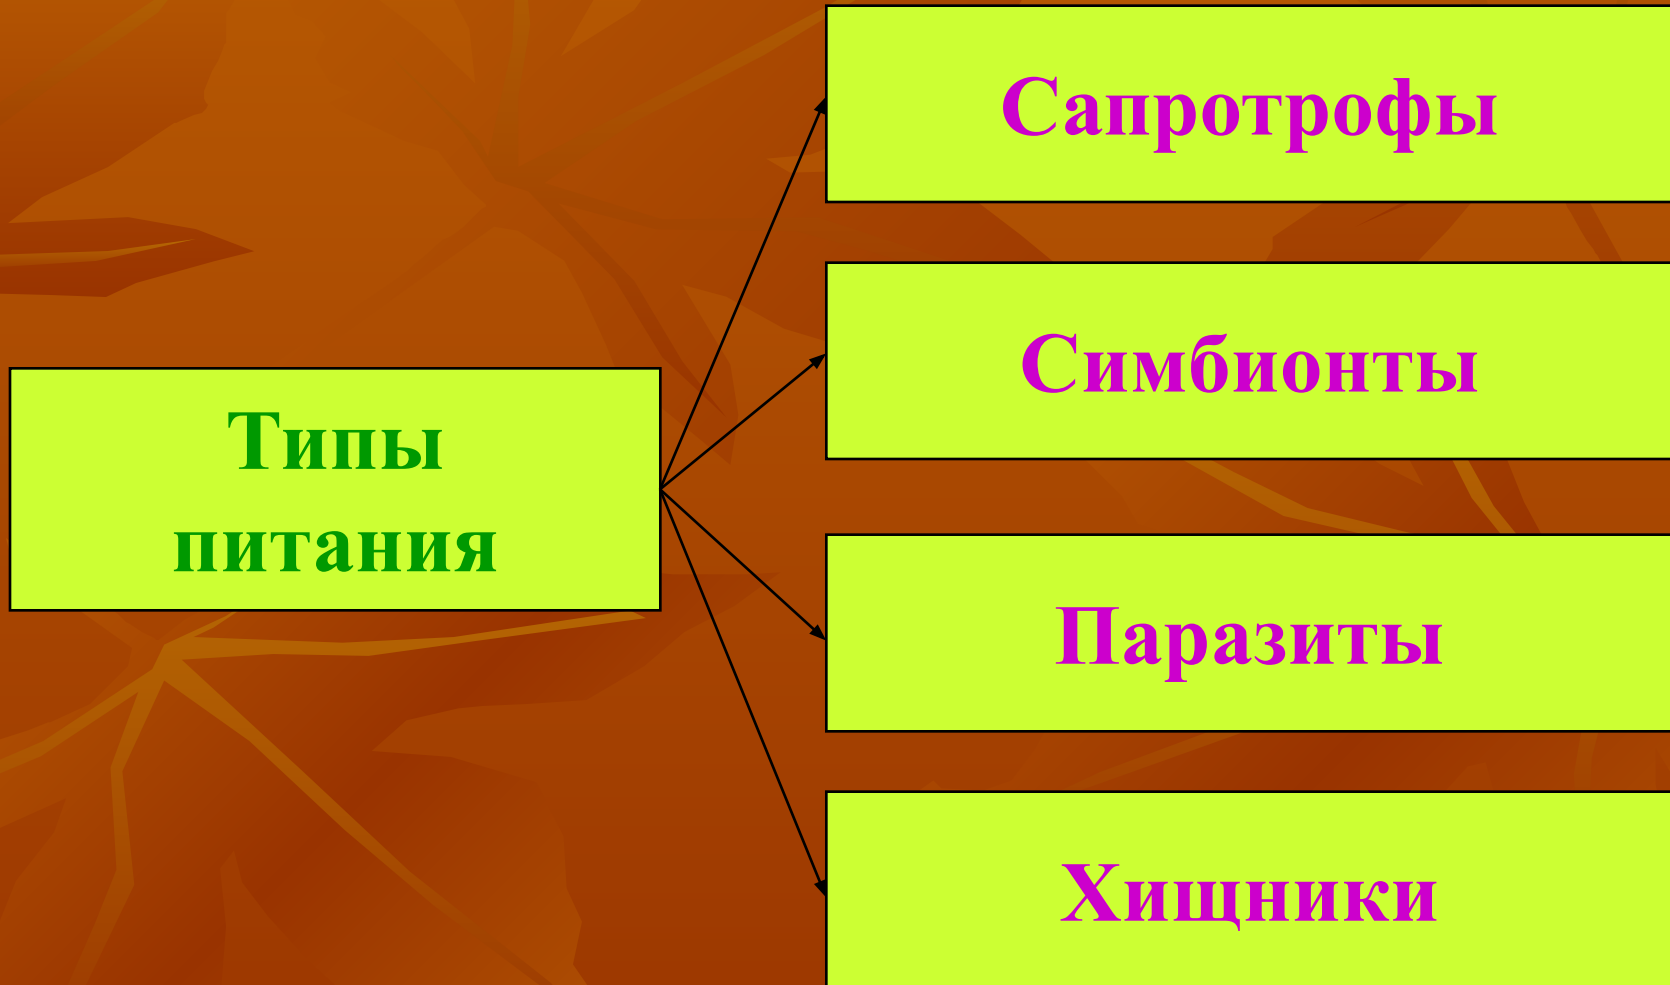 Типы
питания
Сапротрофы
Симбионты
Паразиты
Хищники